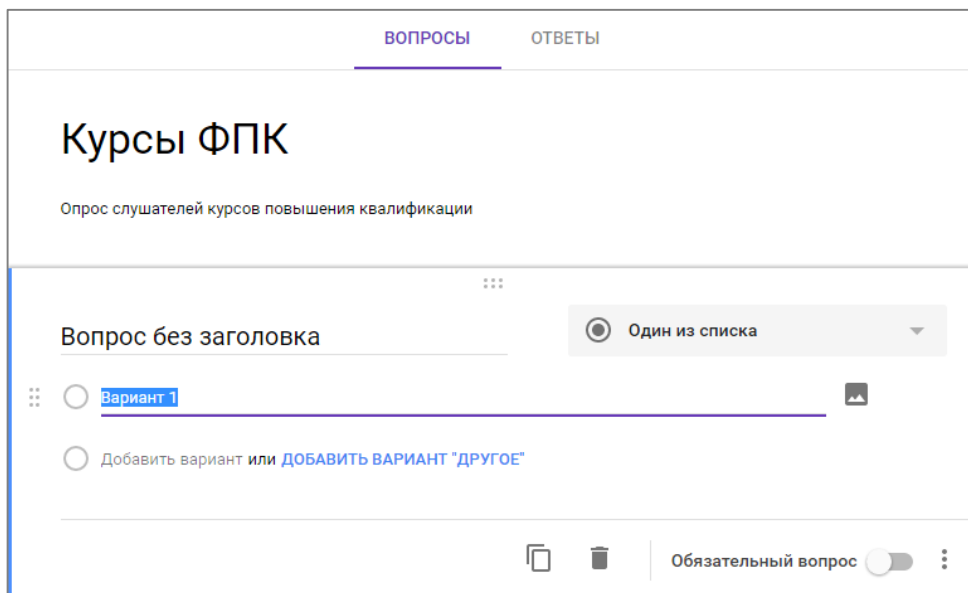 ВОПРОСЫ ОТВЕТЫ
Курсы ФПК
Опрос слушателей курсов повышения квалификации
Вопрос без заголовка Один из списка
Вариант 1
Добавить вариант или ДОБАВИТЬ ВАРИАНТ "ДРУГОЕ"
Обязательный вопрос